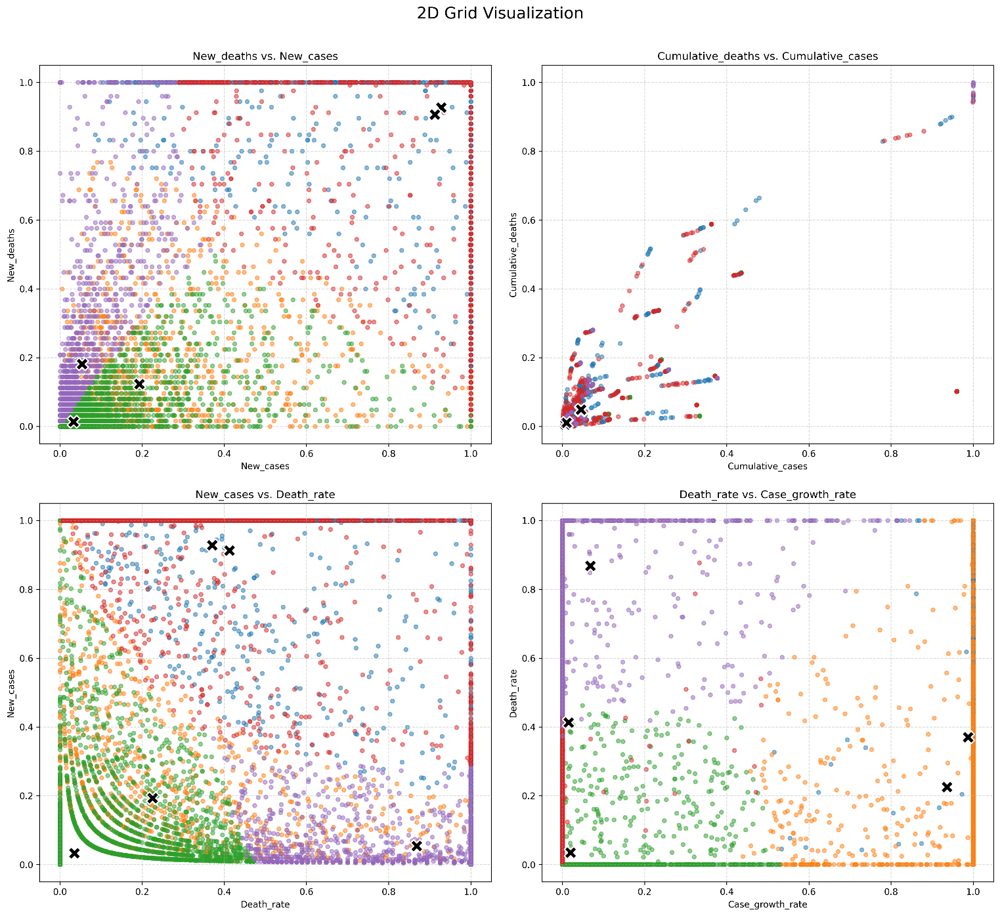 2D Grid Visualization
New_deaths vs. New_cases
New_deaths
1.0
0.8
0.6
0.4
0.2
0.0
0.0 0.2 0.4 0.6 0.8 1.0
New_cases
Cumulative_deaths vs. Cumulative_cases
Cumulative_deaths
1.0
0.8
0.6
0.4
0.2
0.0
0.0 0.2 0.4 0.6 0.8 1.0
Cumulative_cases
New_cases vs. Death_rate
New_cases
1.0
0.8
0.6
0.4
0.2
0.0
0.0 0.2 0.4 0.6 0.8 1.0
Death_rate
Death_rate vs. Case_growth_rate
Death_rate
1.0
0.8
0.6
0.4
0.2
0.0
0.0 0.2 0.4 0.6 0.8 1.0
Case_growth_rate